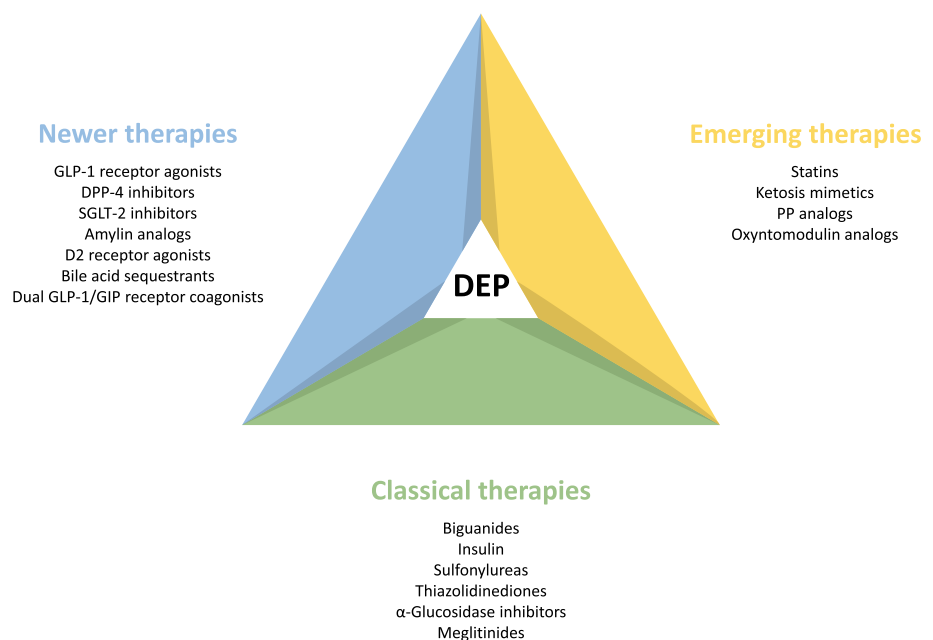 Newer therapies
GLP-1 receptor agonists
DPP-4 inhibitors
SGLT-2 inhibitors
Amylin analogs
D2 receptor agonists
Bile acid sequestrants
Dual GLP-1/GIP receptor coagonists
Emerging therapies
Statins
Ketosis mimetics
PP analogs
Oxyntomodulin analogs
DEP
Classical therapies
Biguanides
Insulin
Sulfonylureas
Thiazolidinediones
α-Glucosidase inhibitors
Meglitinides